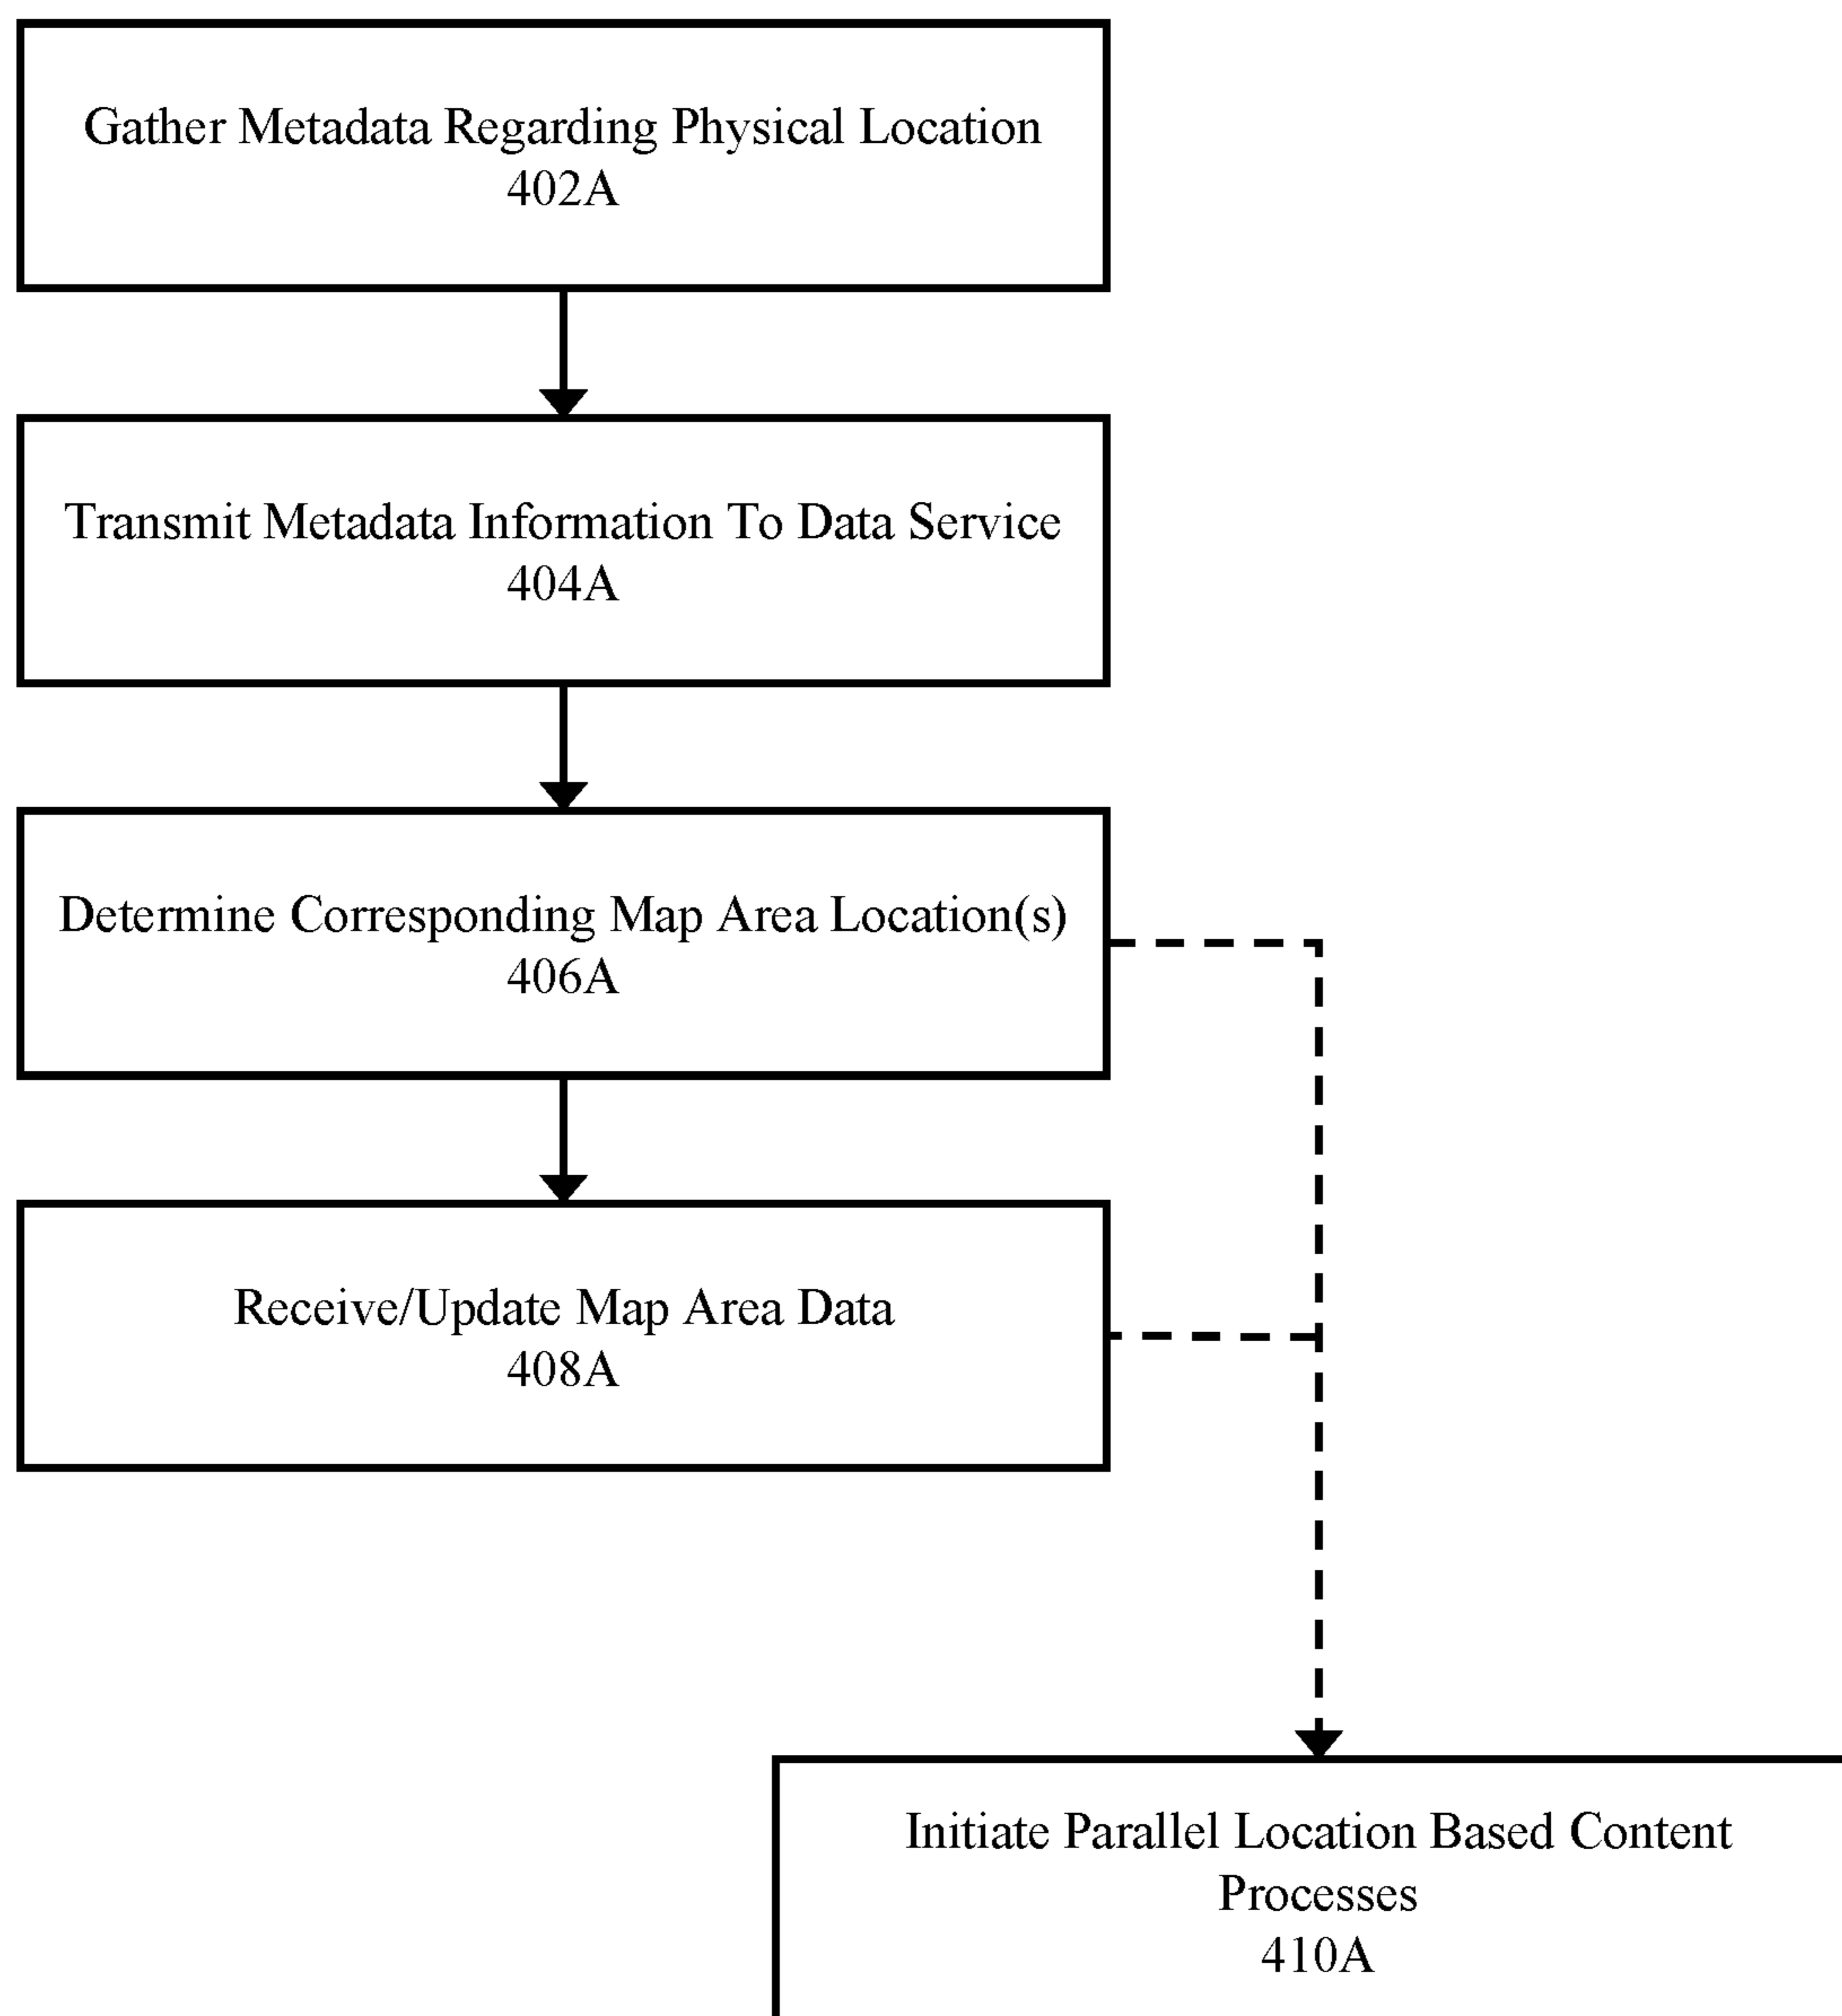 Gather Metadata Regarding Physical Location
402A
Transmit Metadata Information To Data Service
404A
Determine Corresponding Map Area Location(s)
406A
Receive/Update Map Area Data
408A
Initiate Parallel Location Based Content
Processes
410A